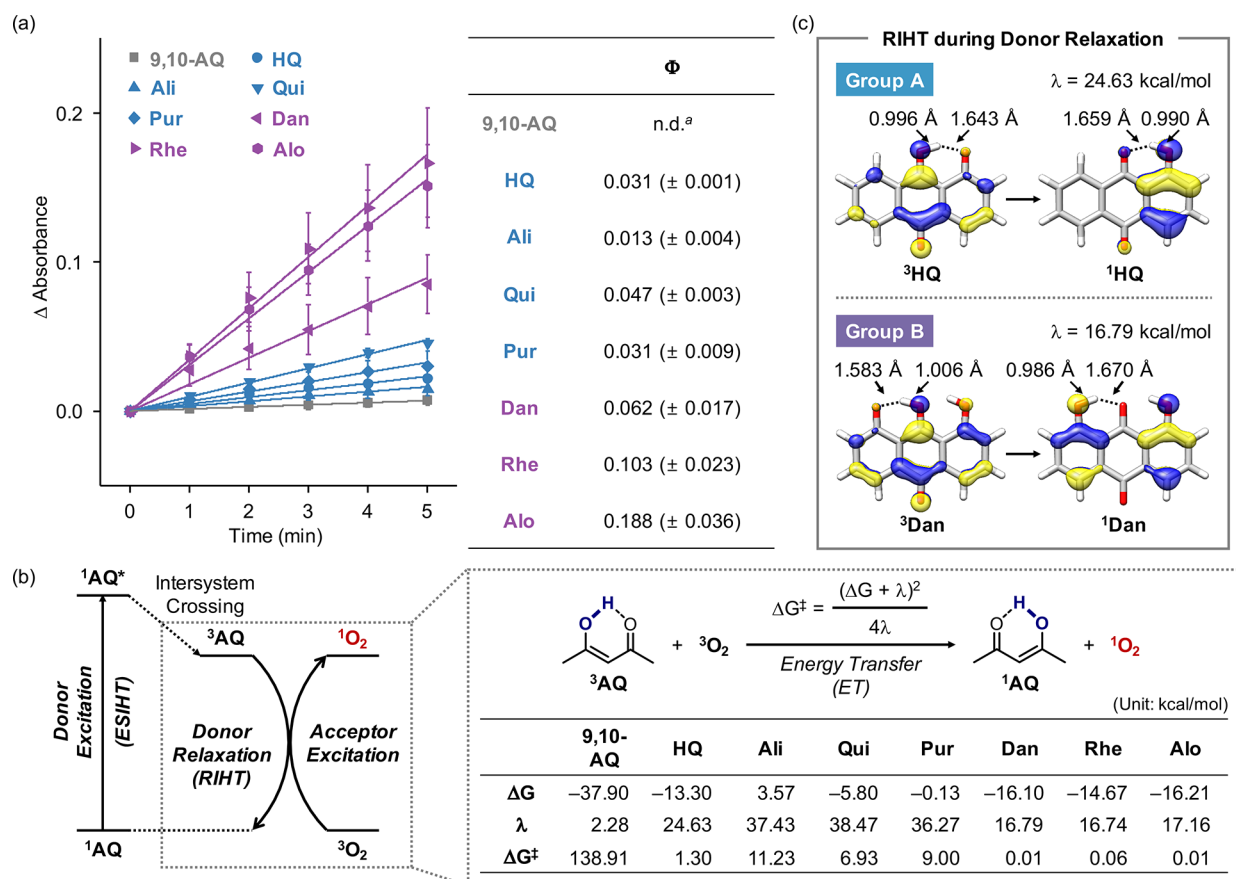 (a)
9,10-AQ HQ
Ali Qui
Pur Dan
Rhe Alo
0.2
0.1
0.0
Δ Absorbance
0 1 2 3 4 5
Time (min)
Φ
9,10-AQ n.d.ᵃ
HQ 0.031 (± 0.001)
Ali 0.013 (± 0.004)
Qui 0.047 (± 0.003)
Pur 0.031 (± 0.009)
Dan 0.062 (± 0.017)
Rhe 0.103 (± 0.023)
Alo 0.188 (± 0.036)
(c)
RIHT during Donor Relaxation
Group A λ = 24.63 kcal/mol
0.996 Å 1.643 Å 1.659 Å 0.990 Å
³HQ ¹HQ
Group B λ = 16.79 kcal/mol
1.583 Å 1.006 Å 0.986 Å 1.670 Å
³Dan ¹Dan
(b)
¹AQ*
Intersystem
Crossing
³AQ ¹O₂
Donor
Excitation
(ESIHT)
Donor
Relaxation
(RIHT)
Acceptor
Excitation
¹AQ ³O₂
H
O O
³AQ
+ ³O₂
ΔG‡ = (ΔG + λ)²
4λ
Energy Transfer
(ET)
H
O O
¹AQ
+ ¹O₂
(Unit: kcal/mol)
9,10-
AQ HQ Ali Qui Pur Dan Rhe Alo
ΔG –37.90 –13.30 3.57 –5.80 –0.13 –16.10 –14.67 –16.21
λ 2.28 24.63 37.43 38.47 36.27 16.79 16.74 17.16
ΔG‡ 138.91 1.30 11.23 6.93 9.00 0.01 0.06 0.01